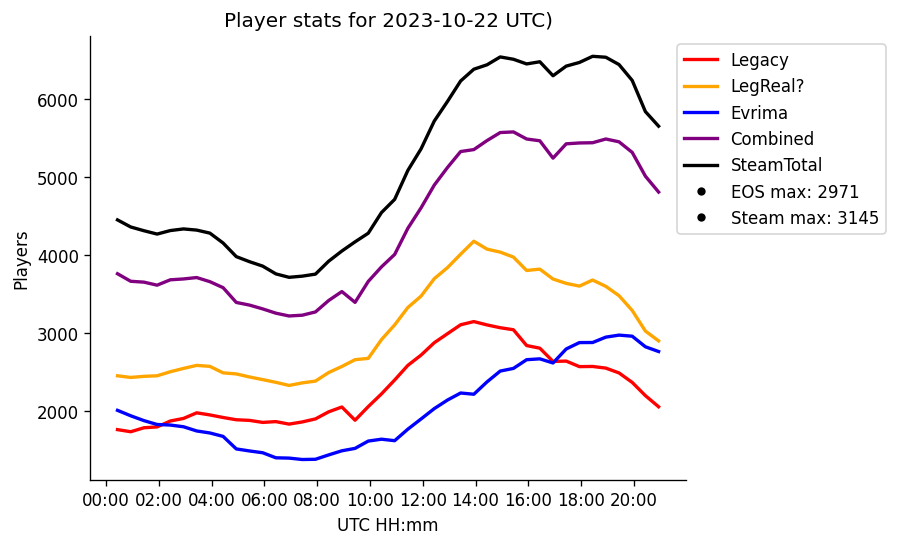 Player stats for 2023-10-22 UTC)
Legacy
LegReal?
Evrima
Combined
SteamTotal
EOS max: 2971
Steam max: 3145
6000
5000
4000
3000
2000
Players
00:00 02:00 04:00 06:00 08:00 10:00 12:00 14:00 16:00 18:00 20:00
UTC HH:mm